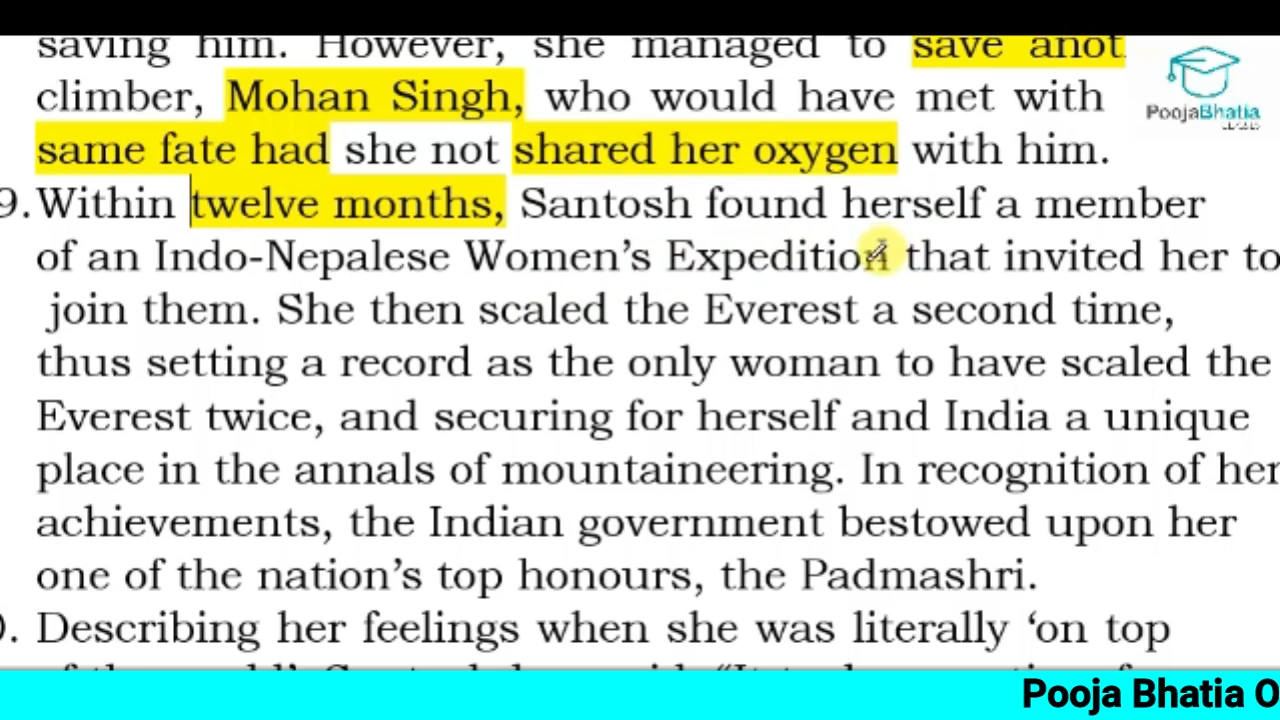 saving him. However, she managed to save anot
climber, Mohan Singh, who would have met with
same fate had she not shared her oxygen with him.
9. Within twelve months, Santosh found herself a member
of an Indo-Nepalese Women's Expedition that invited her to
join them. She then scaled the Everest a second time,
thus setting a record as the only woman to have scaled the
Everest twice, and securing for herself and India a unique
place in the annals of mountaineering. In recognition of her
achievements, the Indian government bestowed upon her
one of the nation's top honours, the Padmashri.
0. Describing her feelings when she was literally ‘on top
PoojaBhatia
Pooja Bhatia O